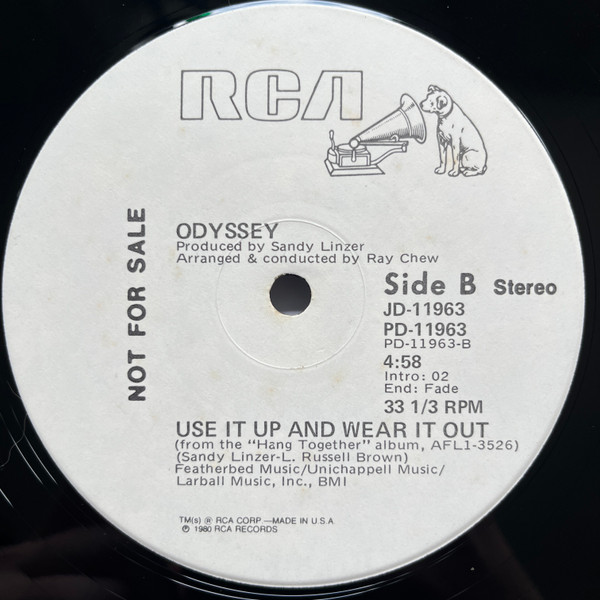 RCA
NOT FOR SALE
ODYSSEY
Produced by Sandy Linzer
Arranged & conducted by Ray Chew
Side B Stereo
JD-11963
PD-11963
PD-11963-B
4:58
Intro: 02
End: Fade
33 1/3 RPM
USE IT UP AND WEAR IT OUT
(from the "Hang Together" album, AFL1-3526)
(Sandy Linzer-L. Russell Brown)
Featherbed Music/Unichappell Music/
Larball Music, Inc., BMI
TM(s) ® RCA CORP.—MADE IN U.S.A.
℗ 1980 RCA RECORDS